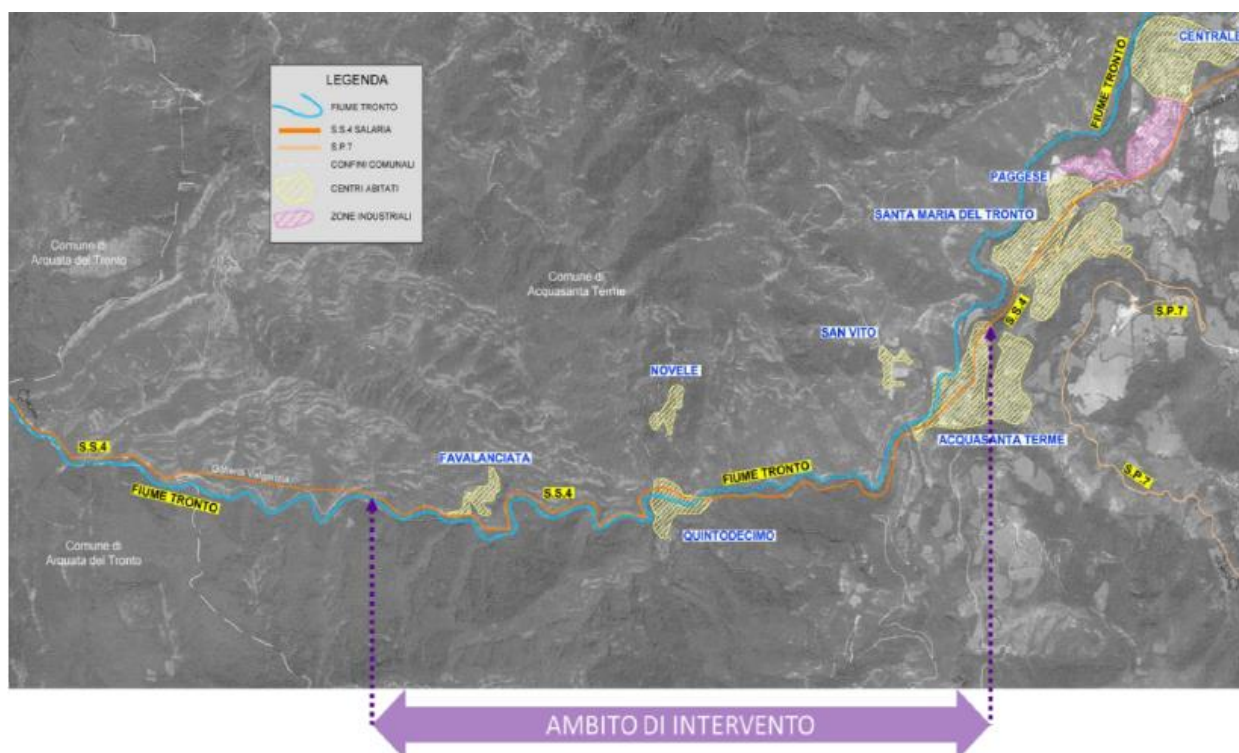 CENTRALE
FIUME TRONTO
LEGENDA
FIUME TRONTO
S.S.4 SALARIA
S.P.7
CONFINI COMUNALI
CENTRI ABITATI
ZONE INDUSTRIALI
PAGGESE
SANTA MARIA DEL TRONTO
Comune di
Arquata del Tronto
Comune di
Acquasanta Terme
S.S.4
S.P.7
SAN VITO
NOVELE
ACQUASANTA TERME
S.S.4
FAVALANCIATA
Galleria Valgarizia
FIUME TRONTO
S.P.7
FIUME TRONTO
S.S.4
QUINTODECIMO
Comune di
Arquata del Tronto
AMBITO DI INTERVENTO